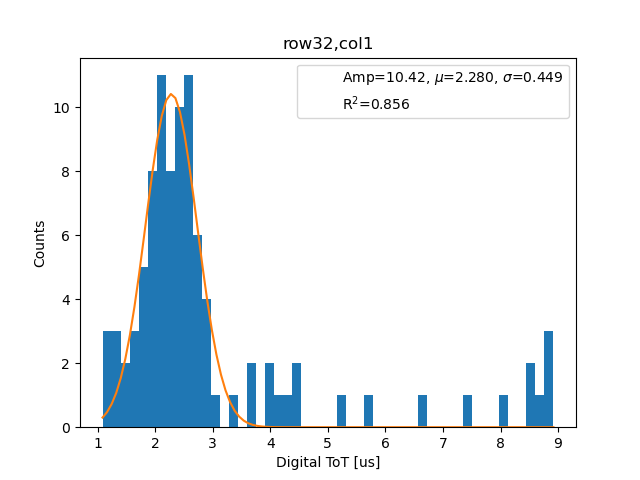 row32,col1
Amp=10.42, μ=2.280, σ=0.449
R²=0.856
10
8
6
4
2
0
Counts
1 2 3 4 5 6 7 8 9
Digital ToT [us]